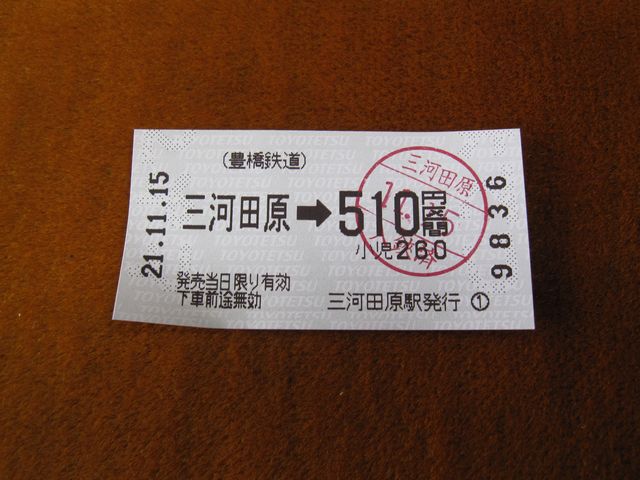 (豊橋鉄道)
21.11.15
三河田原➡510円区間
小児260
発売当日限り有効
下車前途無効
三河田原駅発行 ①
9836
三河田原
TOYOTETSU